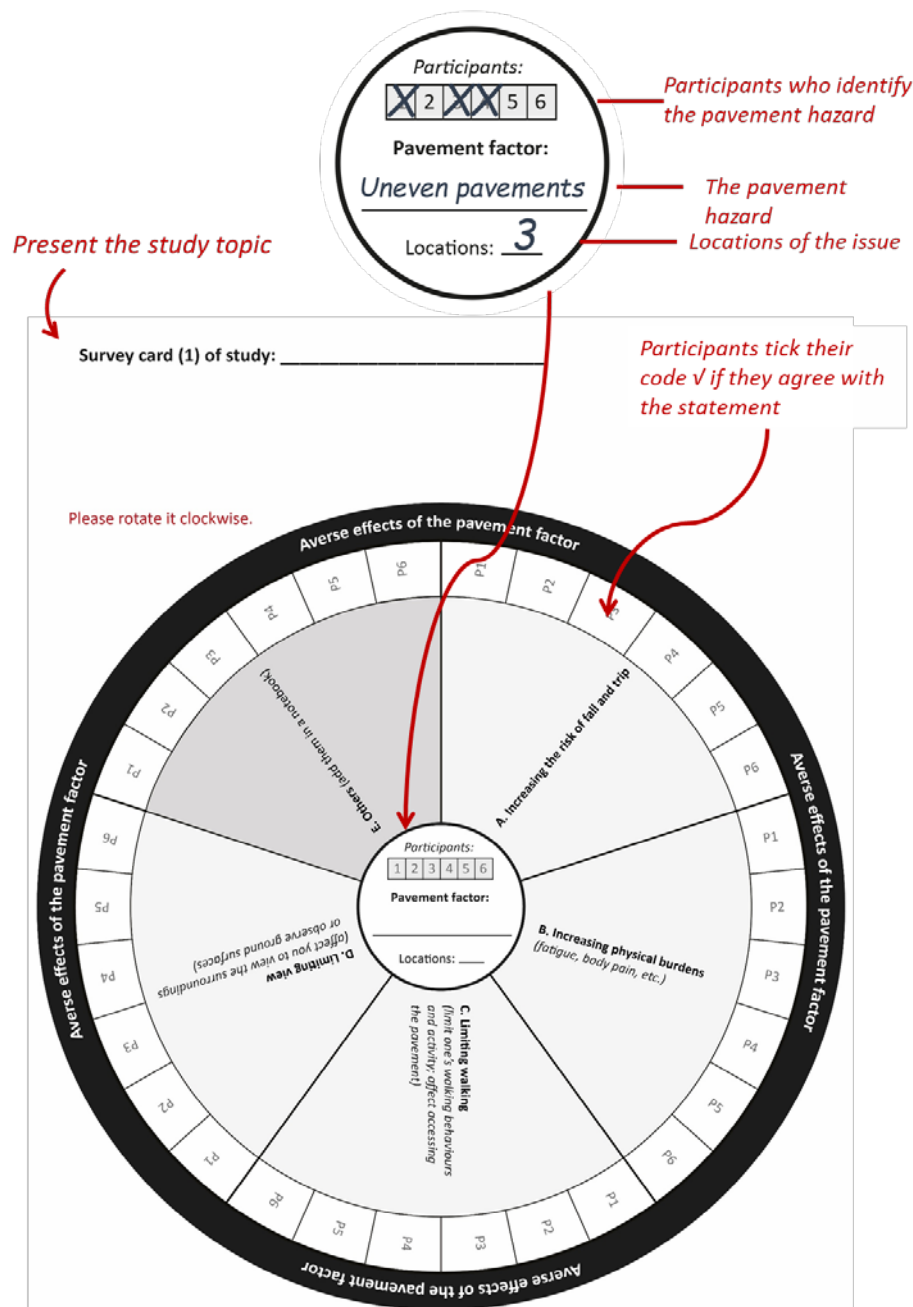 Participants:
2 5 6
Pavement factor:
Uneven pavements
Locations: 3
Participants who identify
the pavement hazard
The pavement
hazard
Locations of the issue
Present the study topic
Survey card (1) of study:
Participants tick their
code √ if they agree with
the statement
Please rotate it clockwise.
Averse effects of the pavement factor
Averse effects of the pavement factor
Averse effects of the pavement factor
Averse effects of the pavement factor
P1
P2
P3
P4
P5
P6
A. Increasing the risk of fall and trip
P1
P2
P3
P4
P5
P6
B. Increasing physical burdens
(fatigue, body pain, etc.)
P1
P2
P3
P4
P5
P6
C. Limiting walking
(limit one's walking behaviours
and activity; affect accessing
the pavement)
P1
P2
P3
P4
P5
P6
D. Limiting view
(affect to you view the surroundings
or observe ground surfaces)
P1
P2
P3
P4
P5
P6
E. Others (add them in a notebook)
Participants:
1 2 3 4 5 6
Pavement factor:
Locations: